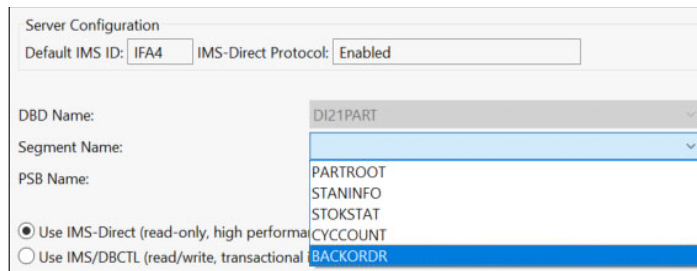 Server Configuration
Default IMS ID: IFA4 IMS-Direct Protocol: Enabled
DBD Name: DI21PART
Segment Name:
PSB Name: PARTROOT
STANINFO
STOKSTAT
Use IMS-Direct (read-only, high performa CYCCOUNT
Use IMS/DBCTL (read/write, transactional BACKORDR